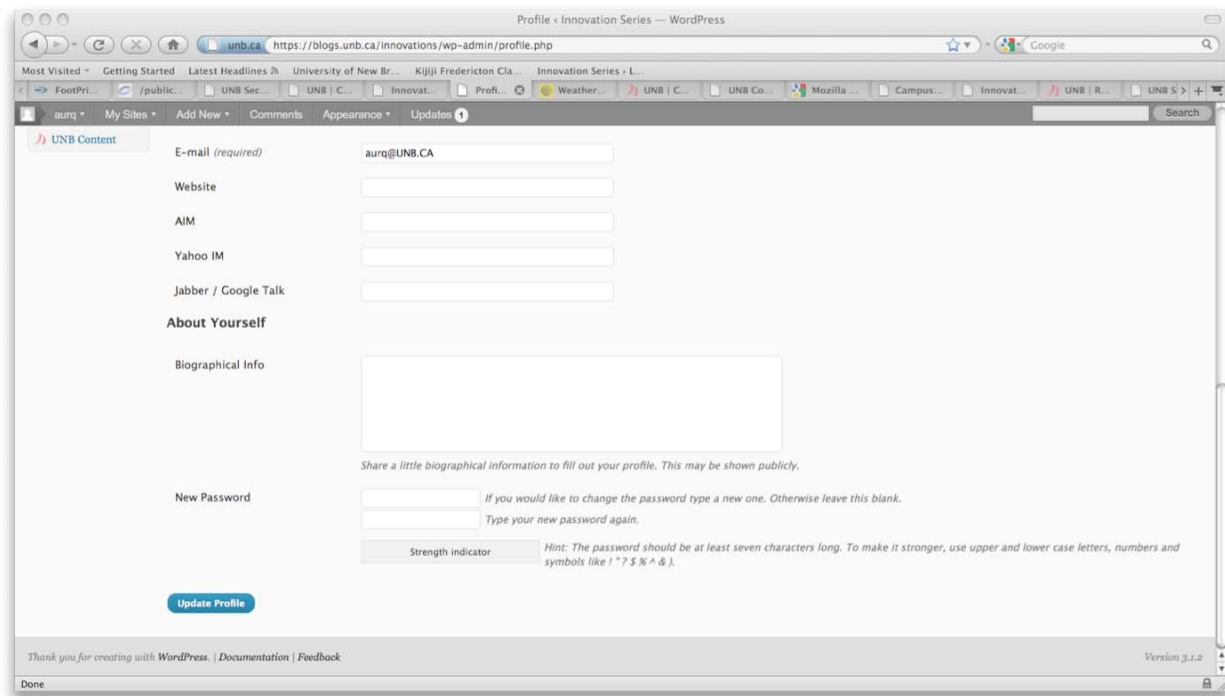 Profile ‹ Innovation Series — WordPress
unb.ca https://blogs.unb.ca/innovations/wp-admin/profile.php
Google
Most Visited Getting Started Latest Headlines University of New Br... Kijiji Fredericton Cla... Innovation Series › L...
FootPri... /public... UNB Sec... UNB | C... Innovat... Profi... Weather... UNB | C... UNB Co... Mozilla ... Campus... Innovat... UNB | R... UNB S
aurq My Sites Add New Comments Appearance Updates 1 Search
UNB Content
E-mail (required) aurq@UNB.CA
Website
AIM
Yahoo IM
Jabber / Google Talk
About Yourself
Biographical Info
Share a little biographical information to fill out your profile. This may be shown publicly.
New Password If you would like to change the password type a new one. Otherwise leave this blank.
Type your new password again.
Strength indicator Hint: The password should be at least seven characters long. To make it stronger, use upper and lower case letters, numbers and
symbols like ! " ? $ % ^ & ).
Update Profile
Thank you for creating with WordPress. | Documentation | Feedback Version 3.1.2
Done